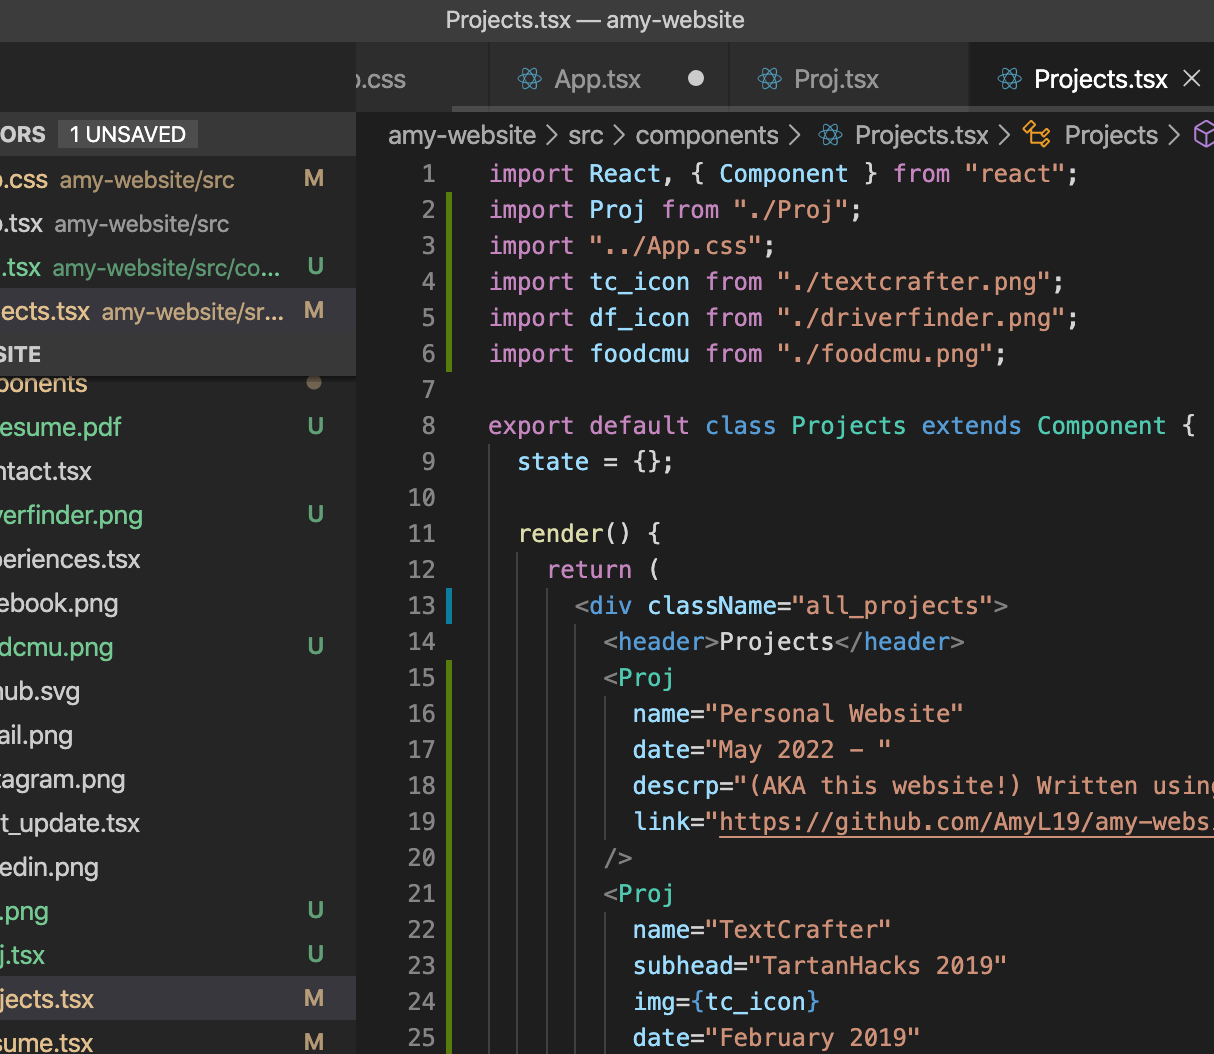 Projects.tsx — amy-website
.css
App.tsx
Proj.tsx
Projects.tsx
ORS 1 UNSAVED
amy-website > src > components > Projects.tsx > Projects >
.css amy-website/src M
.tsx amy-website/src
.tsx amy-website/src/co... U
ects.tsx amy-website/sr... M
SITE
ponents
esume.pdf U
ntact.tsx
verfinder.png U
periences.tsx
ebook.png
dcmu.png U
hub.svg
ail.png
tagram.png
t_update.tsx
edin.png
.png U
j.tsx U
jects.tsx M
sume.tsx M
1 import React, { Component } from "react";
2 import Proj from "./Proj";
3 import "../App.css";
4 import tc_icon from "./textcrafter.png";
5 import df_icon from "./driverfinder.png";
6 import foodcmu from "./foodcmu.png";
7
8 export default class Projects extends Component {
9 state = {};
10
11 render() {
12 return (
13 <div className="all_projects">
14 <header>Projects</header>
15 <Proj
16 name="Personal Website"
17 date="May 2022 – "
18 descrp="(AKA this website!) Written using
19 link="https://github.com/AmyL19/amy-webs
20 />
21 <Proj
22 name="TextCrafter"
23 subhead="TartanHacks 2019"
24 img={tc_icon}
25 date="February 2019"